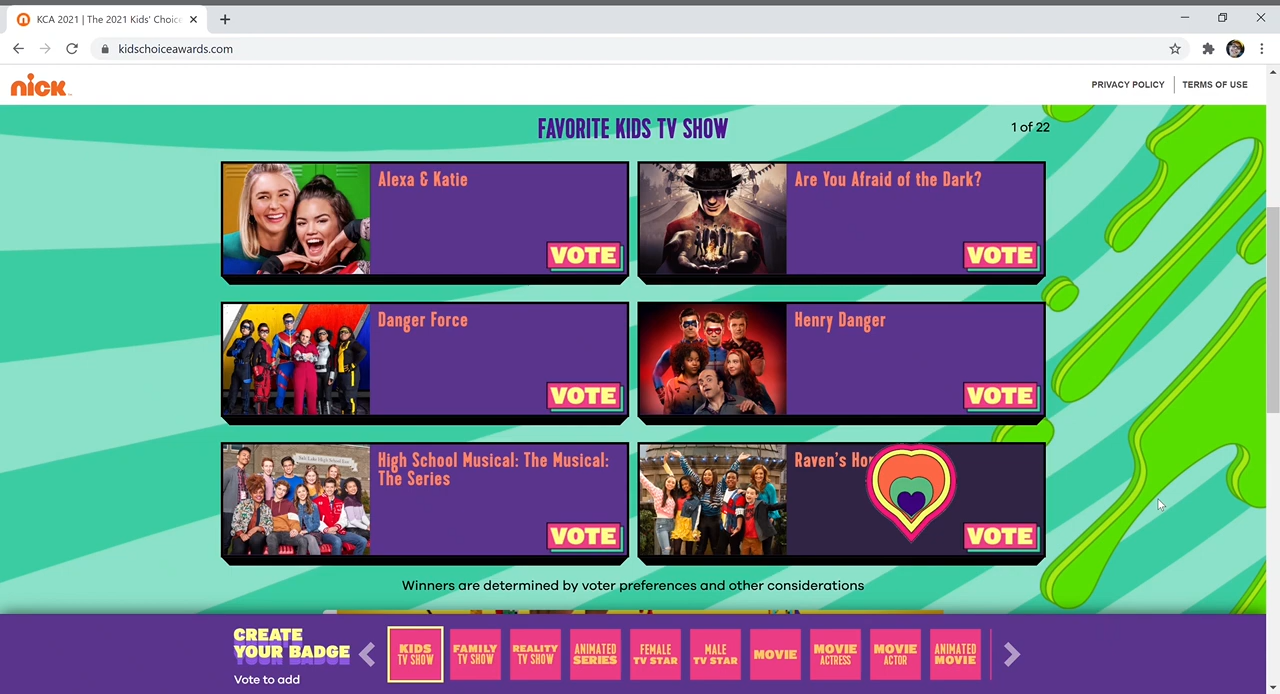 KCA 2021 | The 2021 Kids' Choice
kidschoiceawards.com
nick
PRIVACY POLICY
TERMS OF USE
FAVORITE KIDS TV SHOW
1 of 22
Alexa & Katie
VOTE
Are You Afraid of the Dark?
VOTE
Danger Force
VOTE
Henry Danger
VOTE
High School Musical: The Musical:
The Series
VOTE
Raven's
VOTE
Winners are determined by voter preferences and other considerations
CREATE
YOUR BADGE
Vote to add
KIDS
TV SHOW
FAMILY
TV SHOW
REALITY
TV SHOW
ANIMATED
SERIES
FEMALE
TV STAR
MALE
TV STAR
MOVIE
MOVIE
ACTRESS
MOVIE
ACTOR
ANIMATED
MOVIE